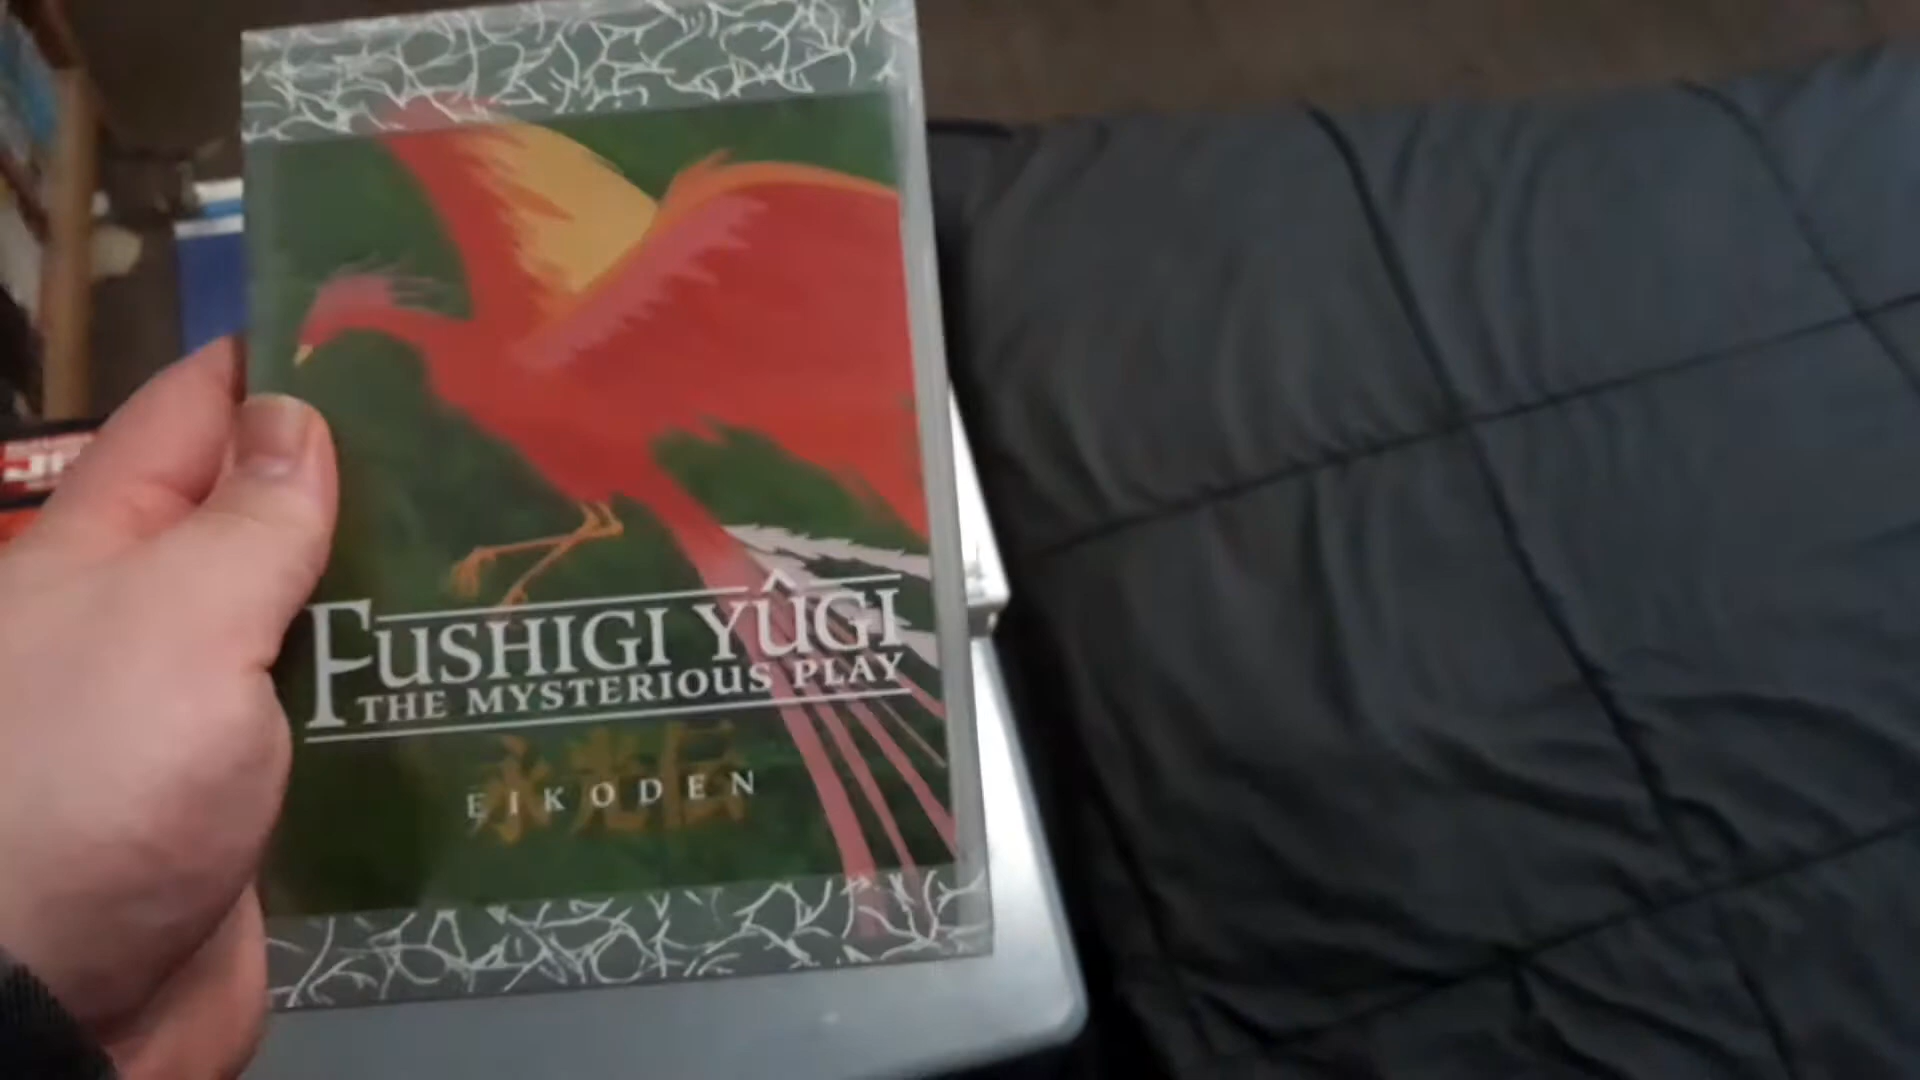 FUSHIGI YÛGI
THE MYSTERIOUS PLAY
永光伝
EIKODEN